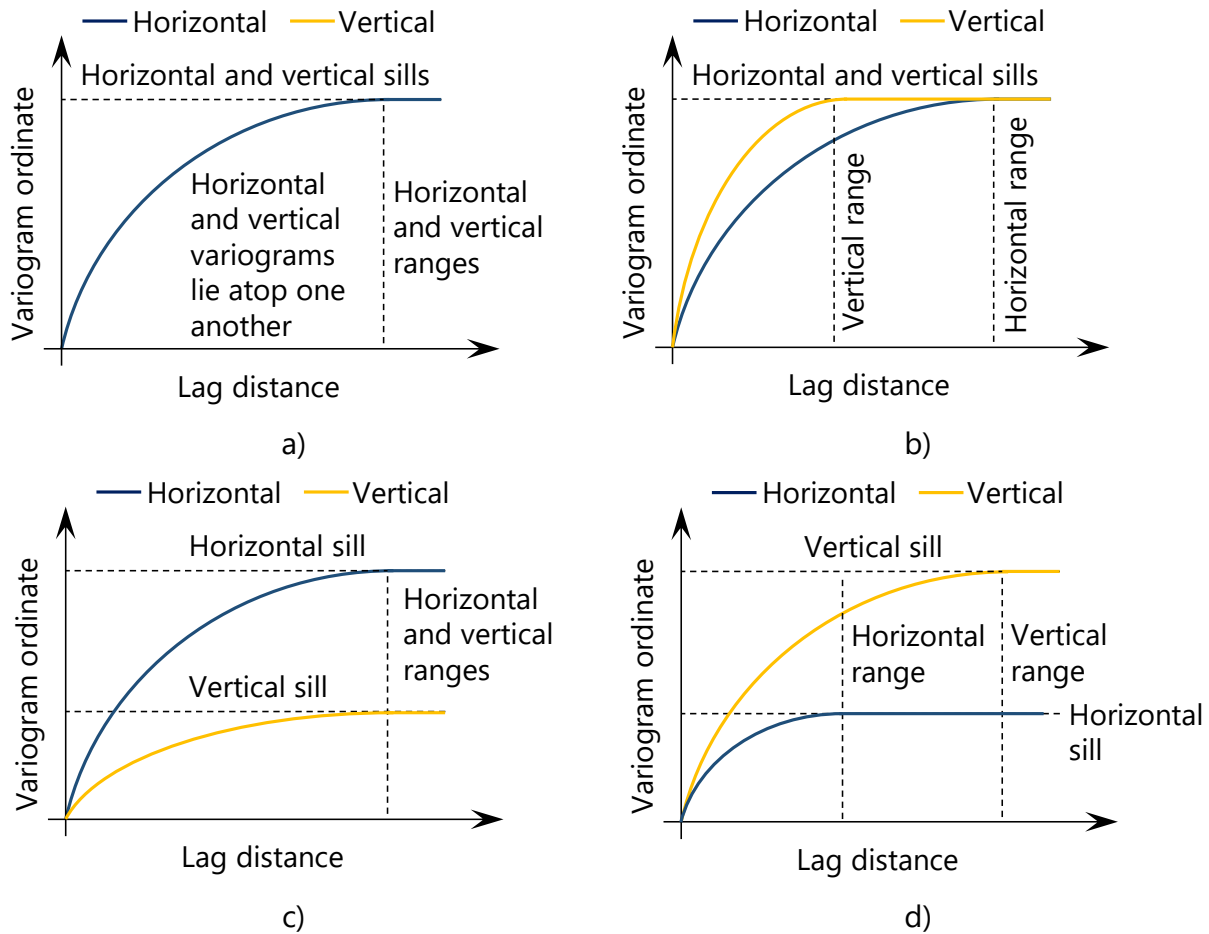 Horizontal Vertical
Horizontal and vertical sills
Variogram ordinate
Horizontal
and vertical
variograms
lie atop one
another
Horizontal
and vertical
ranges
Lag distance
a)
Horizontal Vertical
Horizontal and vertical sills
Variogram ordinate
Vertical range
Horizontal range
Lag distance
b)
Horizontal Vertical
Horizontal sill
Variogram ordinate
Horizontal
and vertical
ranges
Vertical sill
Lag distance
c)
Horizontal Vertical
Vertical sill
Variogram ordinate
Horizontal
range
Vertical
range
Horizontal
sill
Lag distance
d)